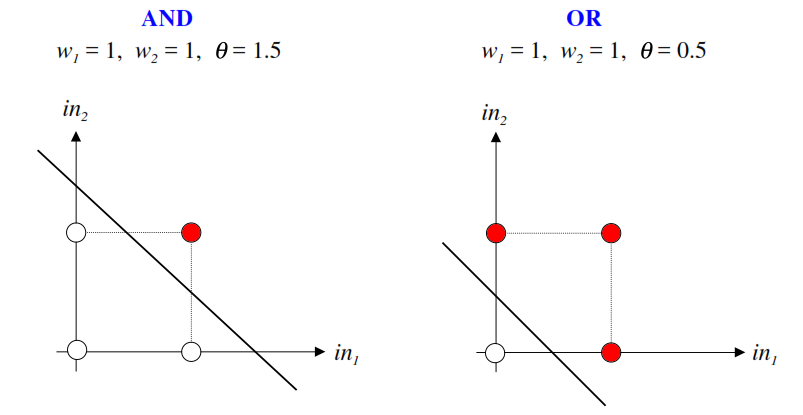 AND
w₁ = 1, w₂ = 1, θ = 1.5
in₂
in₁
OR
w₁ = 1, w₂ = 1, θ = 0.5
in₂
in₁